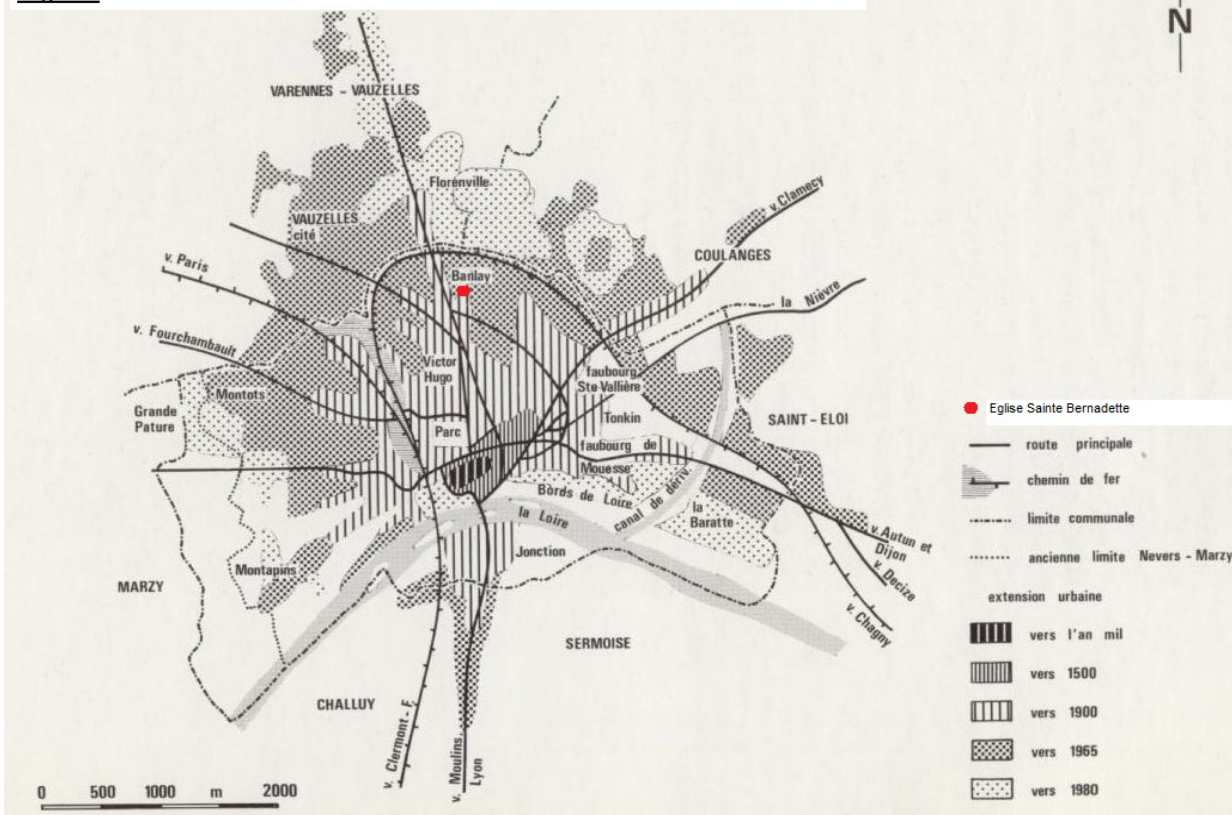 N
VARENNES - VAUZELLES
Florenville
v. Clamecy
VAUZELLES
cité
COULANGES
v. Paris
Banlay
la Nièvre
v. Fourchambault
Victor
Hugo
faubourg
Ste-Vallière
Montots
Grande
Pature
Tonkin
SAINT-ELOI
Parc
faubourg de
Mouesse
Bords de Loire
canal de dériv.
la Loire
la
Baratte
Jonction
v. Autun et
Dijon
v. Decize
v. Chagny
Montapins
MARZY
SERMOISE
CHALLUY
v. Clermont-F.
v. Moulins,
Lyon
0 500 1000 m 2000
Eglise Sainte Bernadette
route principale
chemin de fer
limite communale
ancienne limite Nevers - Marzy
extension urbaine
vers l'an mil
vers 1500
vers 1900
vers 1965
vers 1980